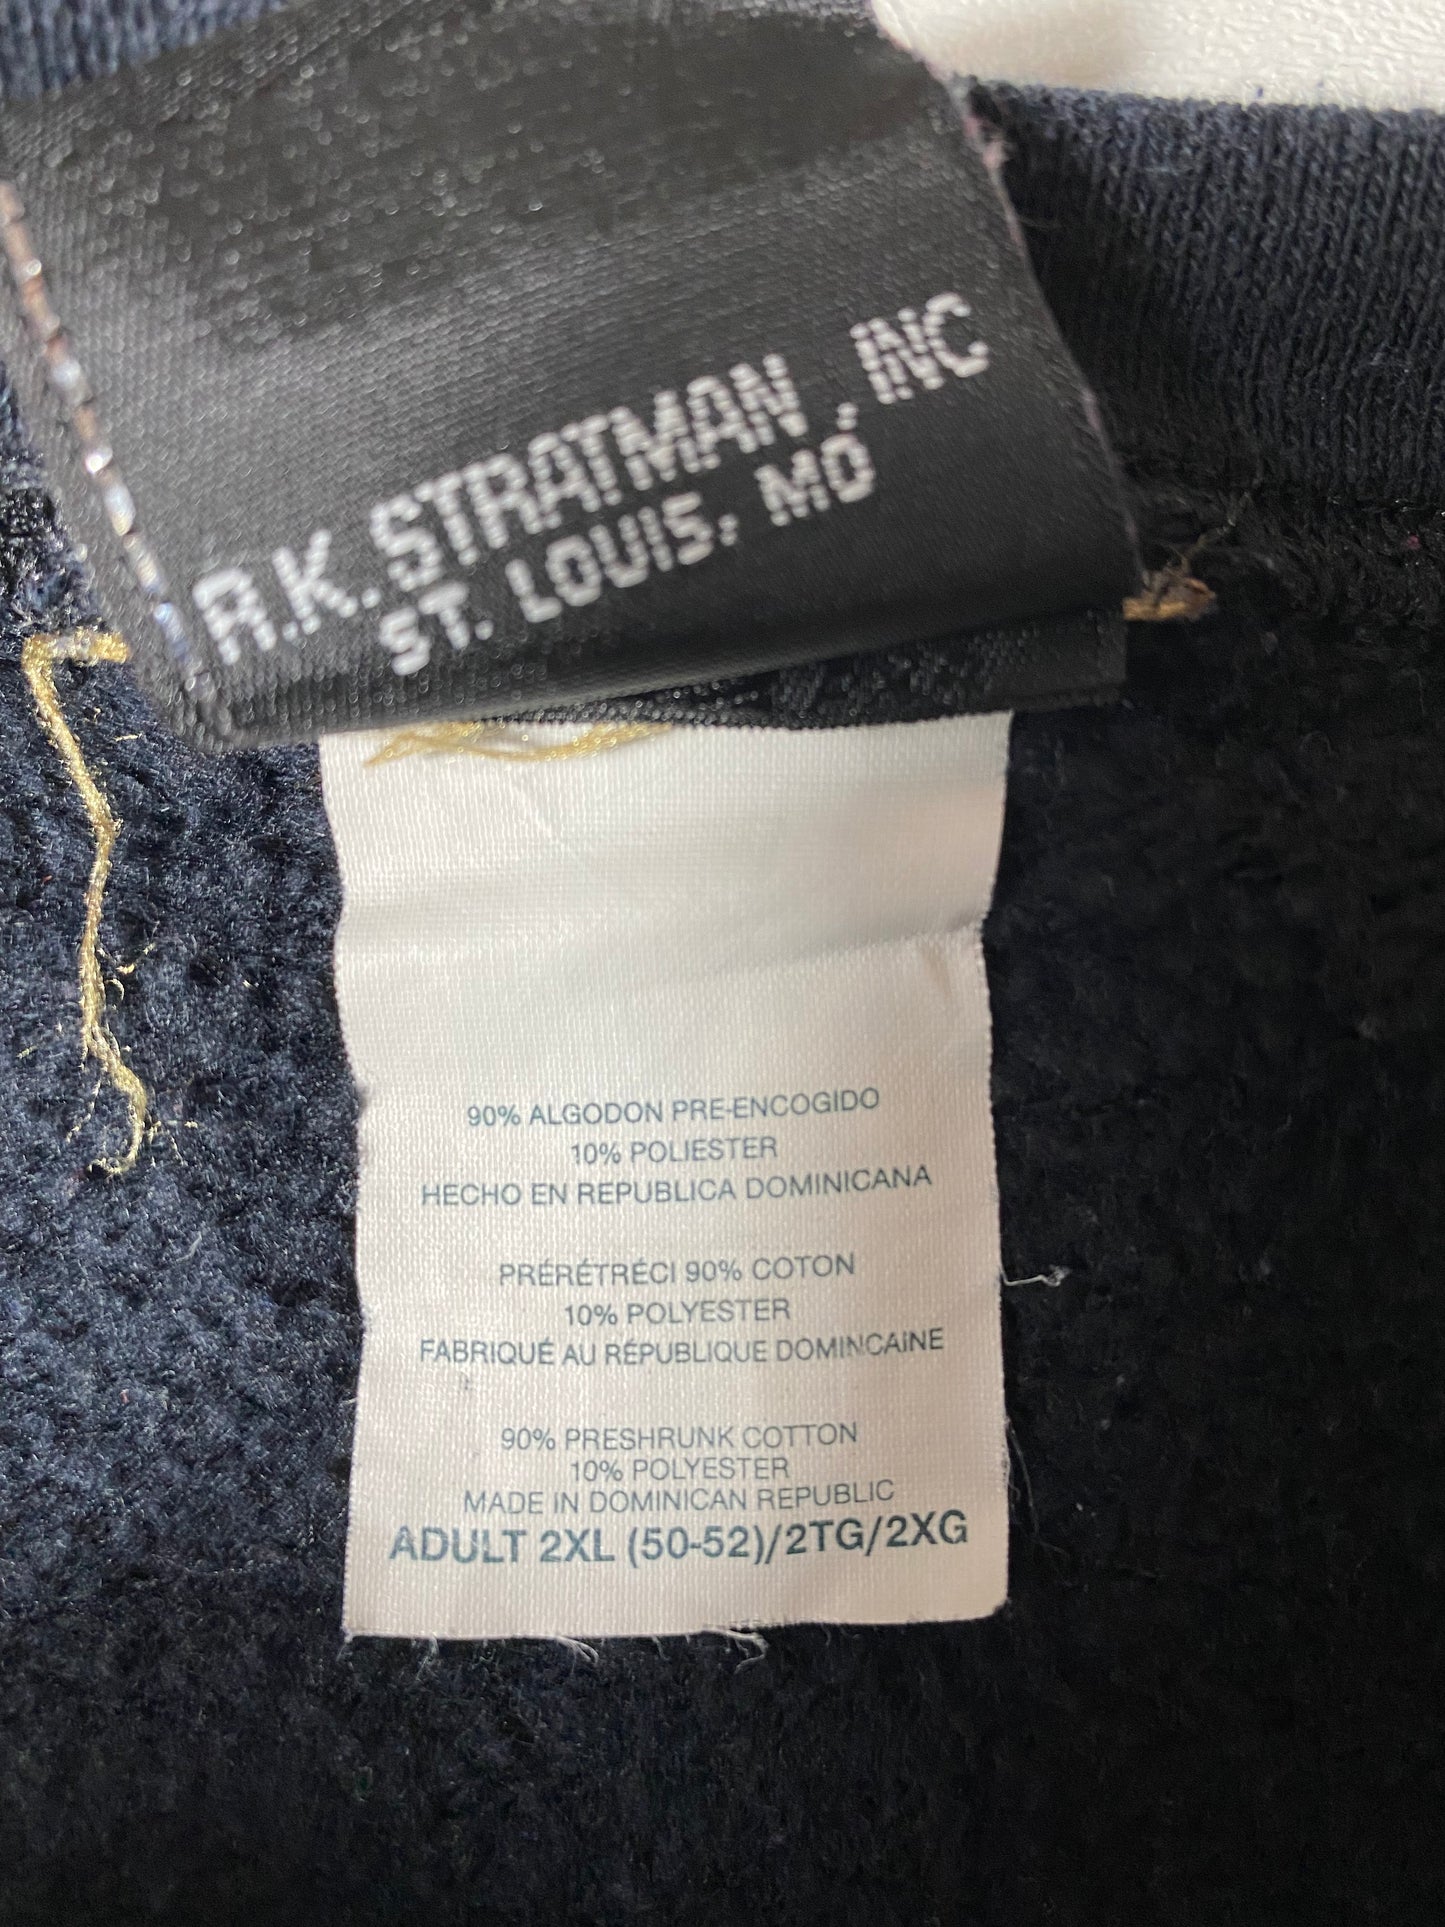 R.K. STRATMAN, INC
ST. LOUIS, MO
90% ALGODON PRE-ENCOGIDO
10% POLIESTER
HECHO EN REPUBLICA DOMINICANA
PRÉRÉTRÉCI 90% COTON
10% POLYESTER
FABRIQUÉ AU RÉPUBLIQUE DOMINCAINE
90% PRESHRUNK COTTON
10% POLYESTER
MADE IN DOMINICAN REPUBLIC
ADULT 2XL (50-52)/2TG/2XG